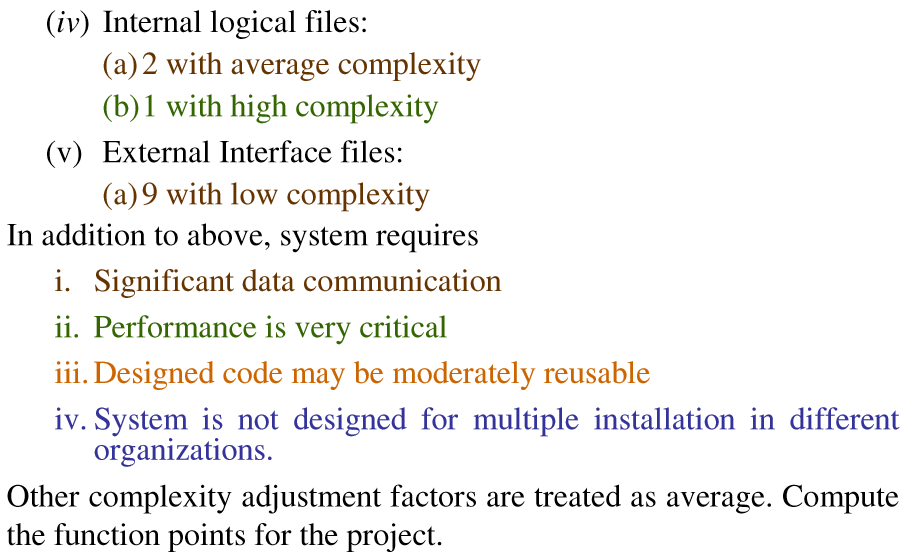 (iv) Internal logical files:
(a) 2 with average complexity
(b) 1 with high complexity
(v) External Interface files:
(a) 9 with low complexity
In addition to above, system requires
i. Significant data communication
ii. Performance is very critical
iii. Designed code may be moderately reusable
iv. System is not designed for multiple installation in different
organizations.
Other complexity adjustment factors are treated as average. Compute
the function points for the project.